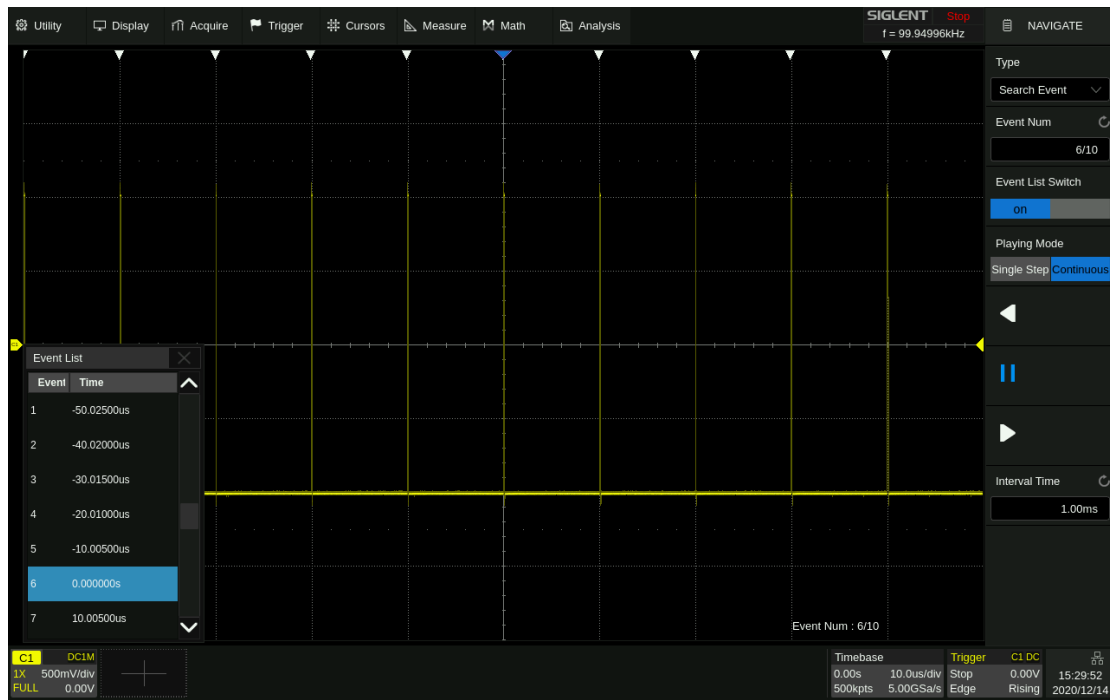 Utility Display Acquire Trigger Cursors Measure Math Analysis SIGLENT Stop
f = 99.94996kHz
NAVIGATE
Type
Search Event
Event Num
6/10
Event List Switch
on
Playing Mode
Single Step Continuous
Interval Time
1.00ms
C1
Event List
Event Time
1 -50.02500us
2 -40.02000us
3 -30.01500us
4 -20.01000us
5 -10.00500us
6 0.000000s
7 10.00500us
Event Num : 6/10
C1 DC1M
1X 500mV/div
FULL 0.00V
Timebase
0.00s 10.0us/div
500kpts 5.00GSa/s
Trigger C1 DC
Stop 0.00V
Edge Rising
15:29:52
2020/12/14